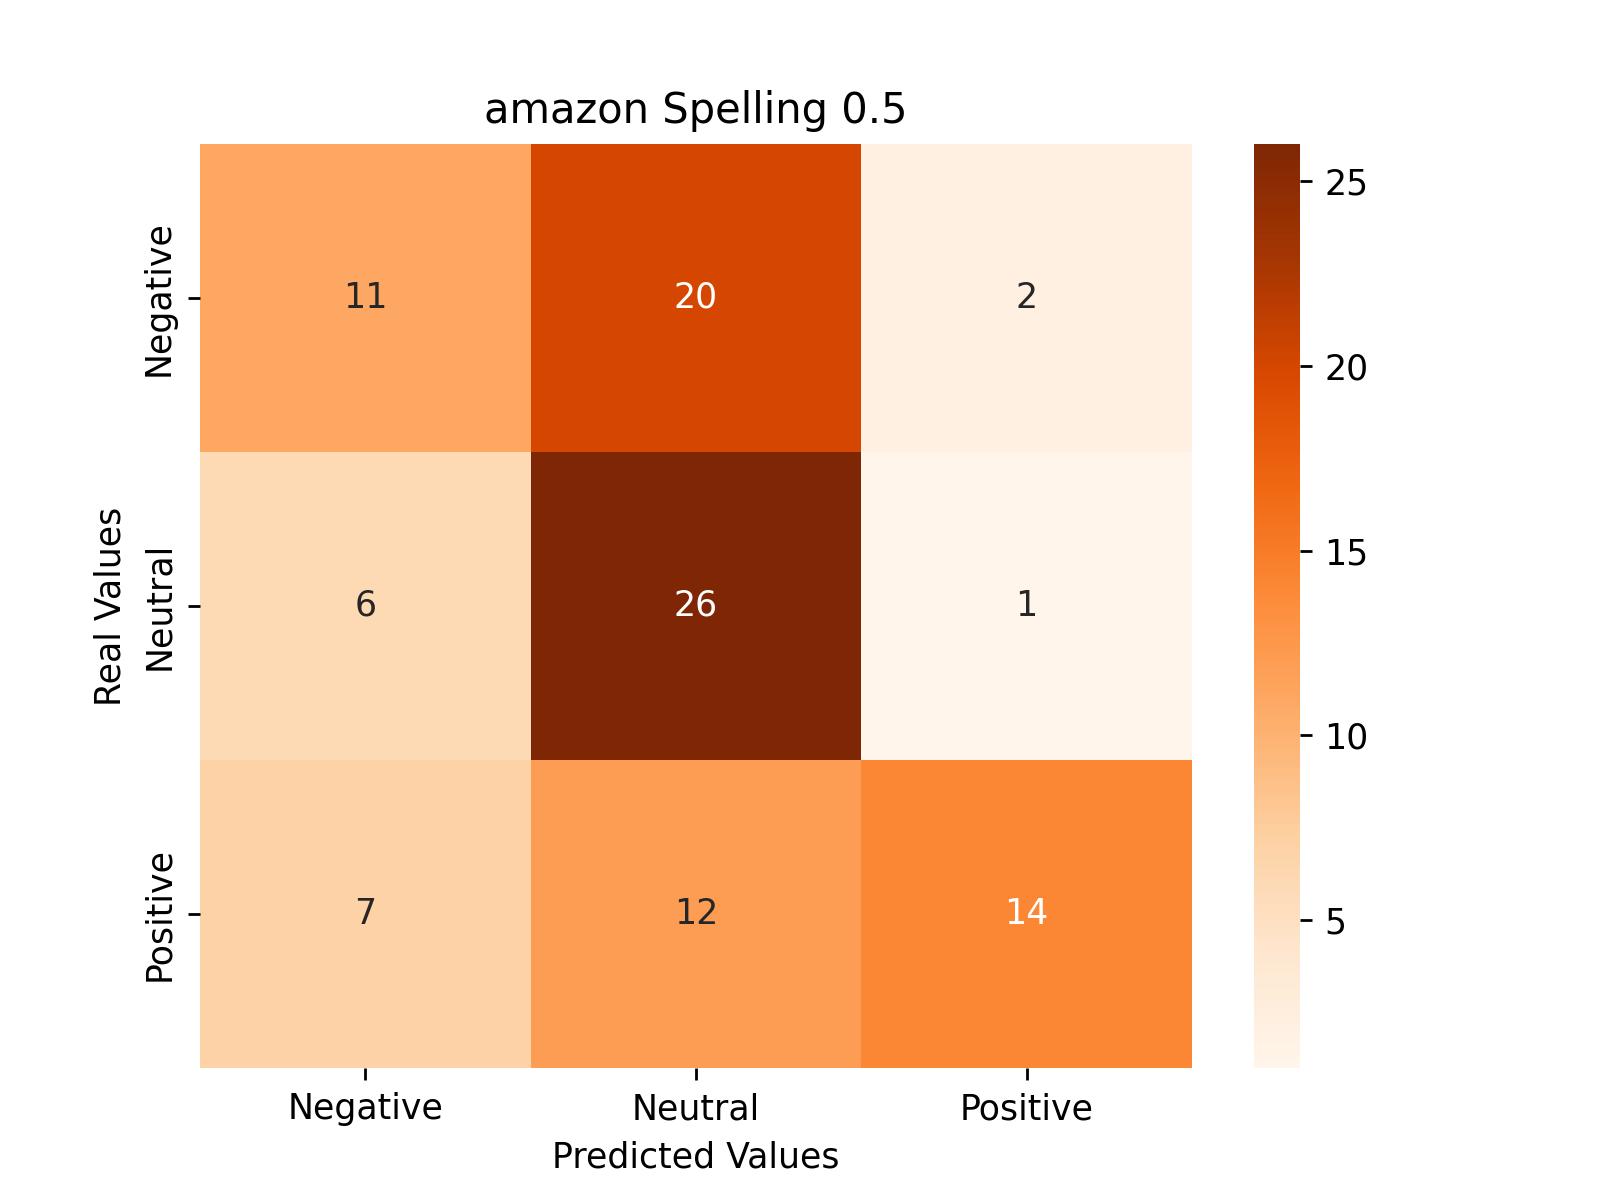 amazon Spelling 0.5
Real Values
Negative
11 20 2
Neutral
6 26 1
Positive
7 12 14
Negative Neutral Positive
Predicted Values
25
20
15
10
5